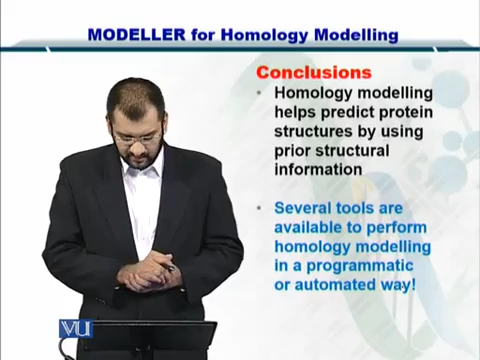 MODELLER for Homology Modelling
Conclusions
• Homology modelling
helps predict protein
structures by using
prior structural
information
• Several tools are
available to perform
homology modelling
in a programmatic
or automated way!
VU